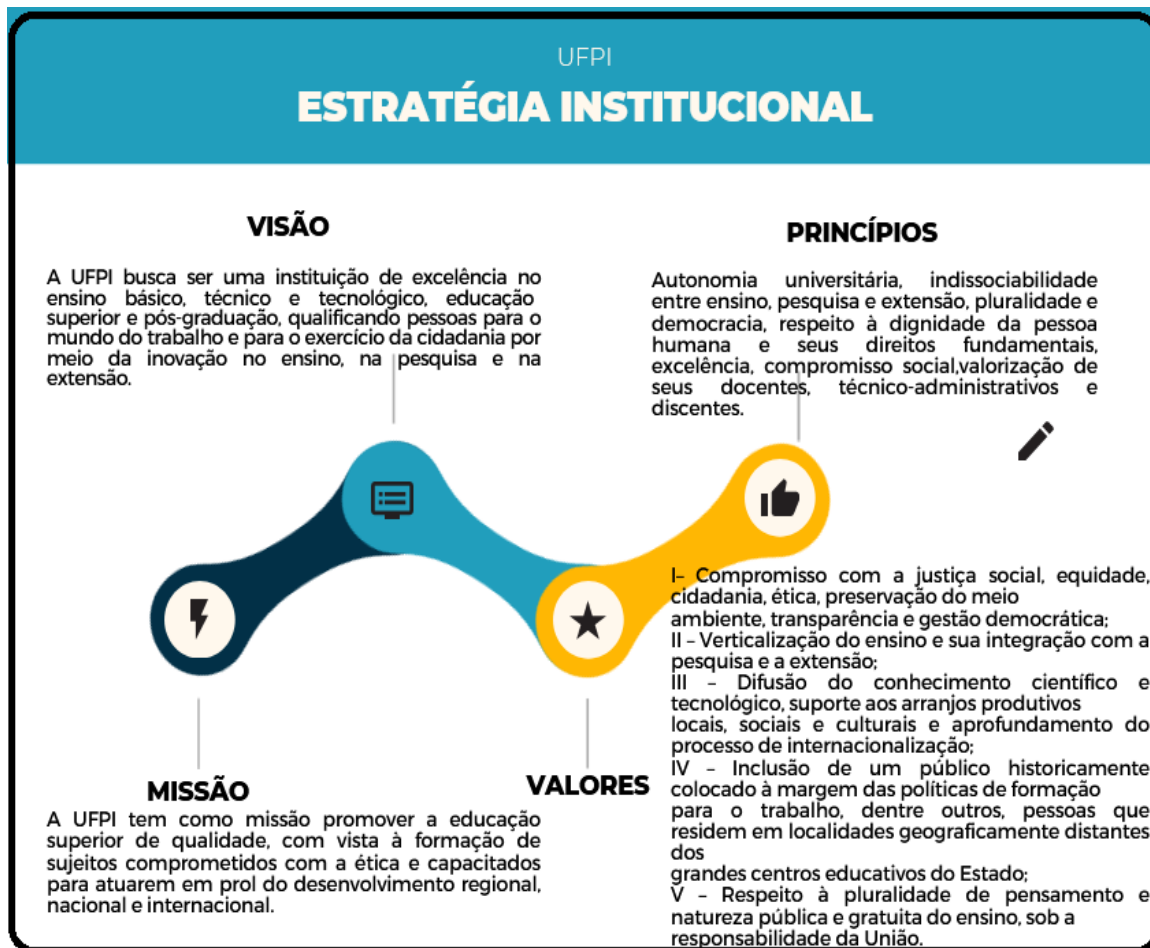 UFPI
ESTRATÉGIA INSTITUCIONAL
VISÃO
A UFPI busca ser uma instituição de excelência no
ensino básico, técnico e tecnológico, educação
superior e pós-graduação, qualificando pessoas para o
mundo do trabalho e para o exercício da cidadania por
meio da inovação no ensino, na pesquisa e na
extensão.
PRINCÍPIOS
Autonomia universitária, indissociabilidade
entre ensino, pesquisa e extensão, pluralidade e
democracia, respeito à dignidade da pessoa
humana e seus direitos fundamentais,
excelência, compromisso social,valorização de
seus docentes, técnico-administrativos e
discentes.
MISSÃO
A UFPI tem como missão promover a educação
superior de qualidade, com vista à formação de
sujeitos comprometidos com a ética e capacitados
para atuarem em prol do desenvolvimento regional,
nacional e internacional.
VALORES
I– Compromisso com a justiça social, equidade,
cidadania, ética, preservação do meio
ambiente, transparência e gestão democrática;
II – Verticalização do ensino e sua integração com a
pesquisa e a extensão;
III – Difusão do conhecimento científico e
tecnológico, suporte aos arranjos produtivos
locais, sociais e culturais e aprofundamento do
processo de internacionalização;
IV – Inclusão de um público historicamente
colocado à margem das políticas de formação
para o trabalho, dentre outros, pessoas que
residem em localidades geograficamente distantes
dos
grandes centros educativos do Estado;
V – Respeito à pluralidade de pensamento e
natureza pública e gratuita do ensino, sob a
responsabilidade da União.